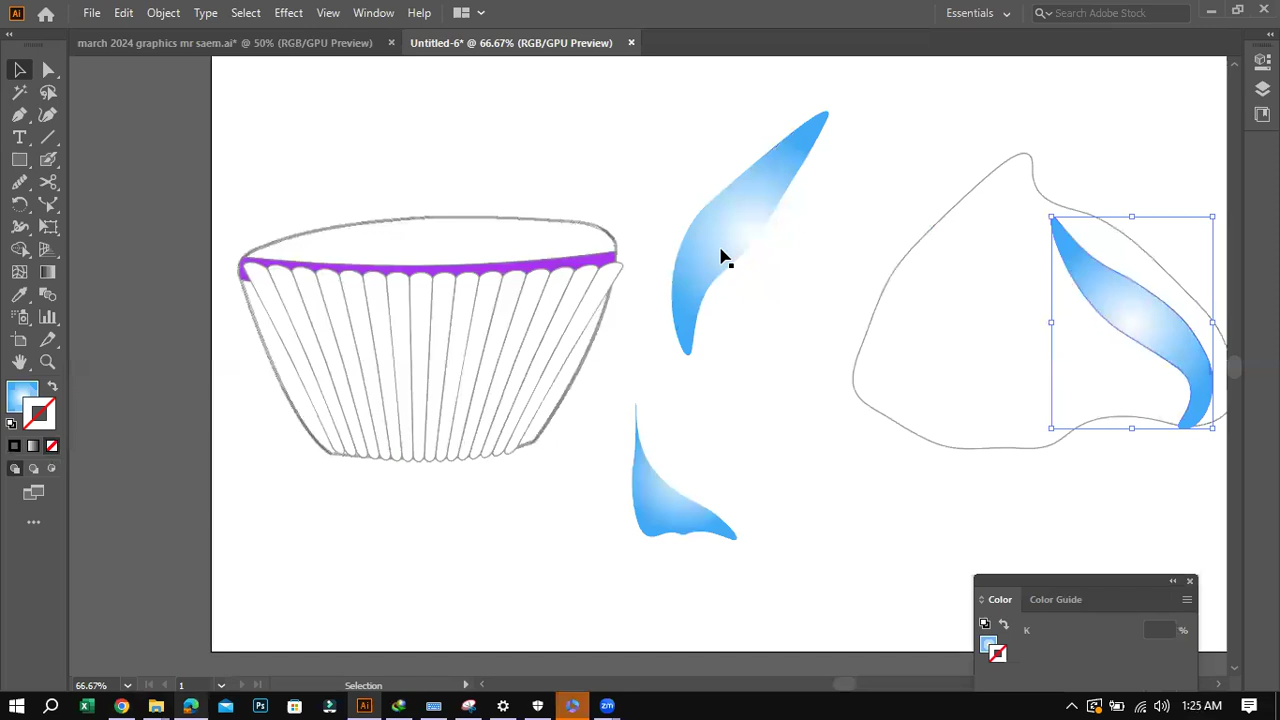 Ai File Edit Object Type Select Effect View Window Help Essentials Search Adobe Stock
march 2024 graphics mr saem.ai* @ 50% (RGB/GPU Preview) × Untitled-6* @ 66.67% (RGB/GPU Preview) ×
Color Color Guide
K %
66.67% 1 Selection
1:25 AM